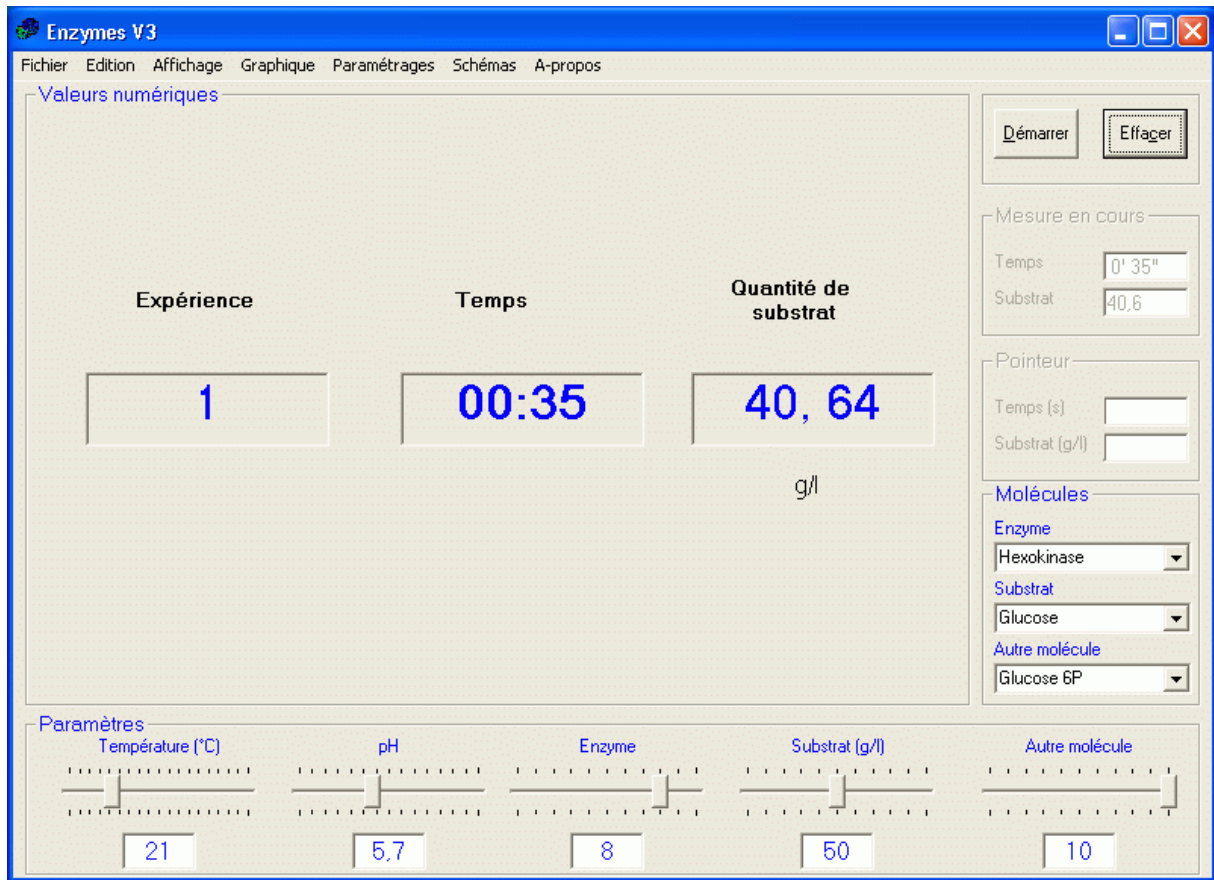 Enzymes V3
Fichier Edition Affichage Graphique Paramétrages Schémas A-propos
Valeurs numériques
Expérience
Temps
Quantité de
substrat
1
00:35
40, 64
g/l
Démarrer
Effacer
Mesure en cours
Temps 0' 35"
Substrat 40,6
Pointeur
Temps (s)
Substrat (g/l)
Molécules
Enzyme
Hexokinase
Substrat
Glucose
Autre molécule
Glucose 6P
Paramètres
Température (°C) pH Enzyme Substrat (g/l) Autre molécule
21 5,7 8 50 10